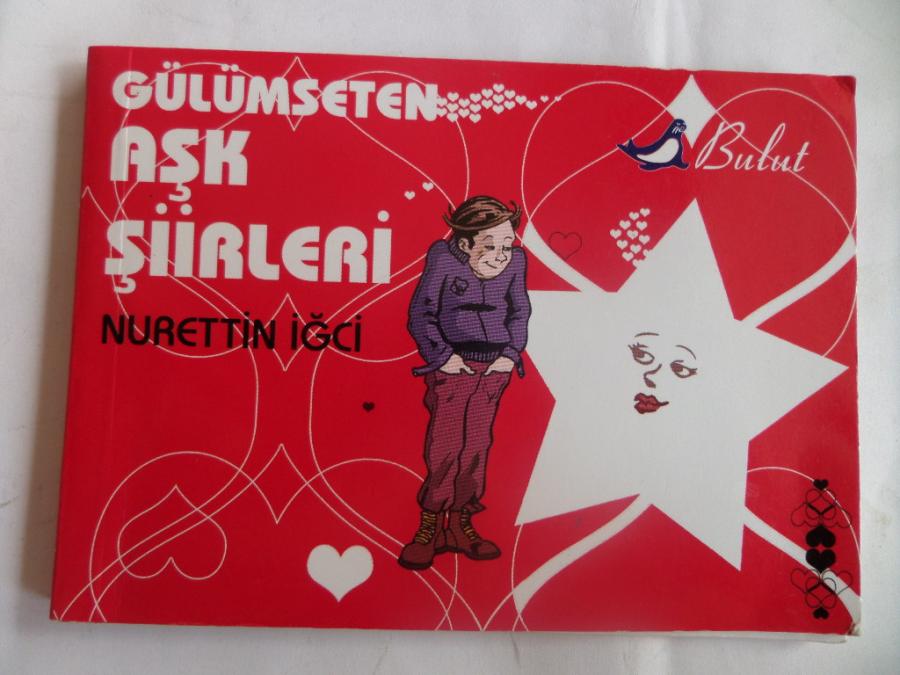 GÜLÜMSETEN
AŞK
ŞİİRLERİ
NURETTİN İĞCİ
Bulut